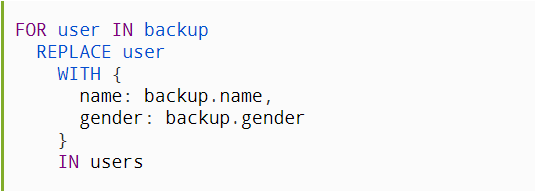 FOR user IN backup
  REPLACE user
    WITH {
      name: backup.name,
      gender: backup.gender
    }
    IN users